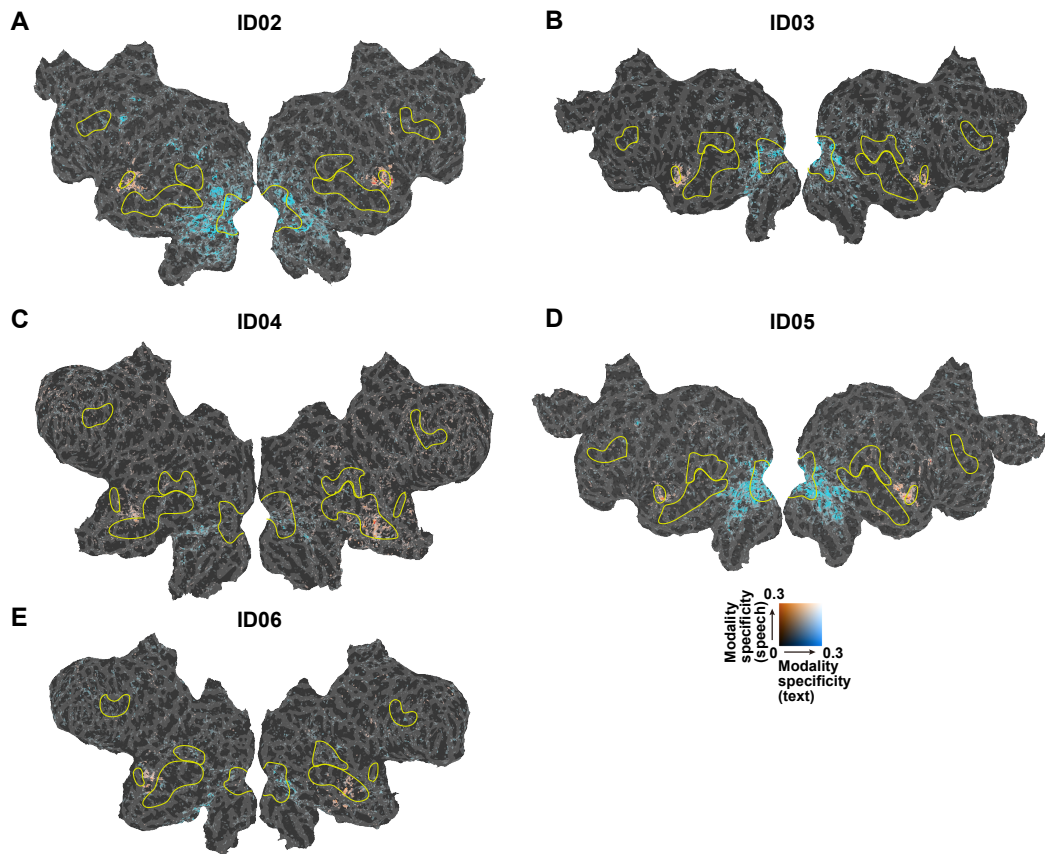 A
ID02
B
ID03
C
ID04
D
ID05
E
ID06
0.3
Modality
specificity
(speech)
0
0.3
Modality
specificity
(text)